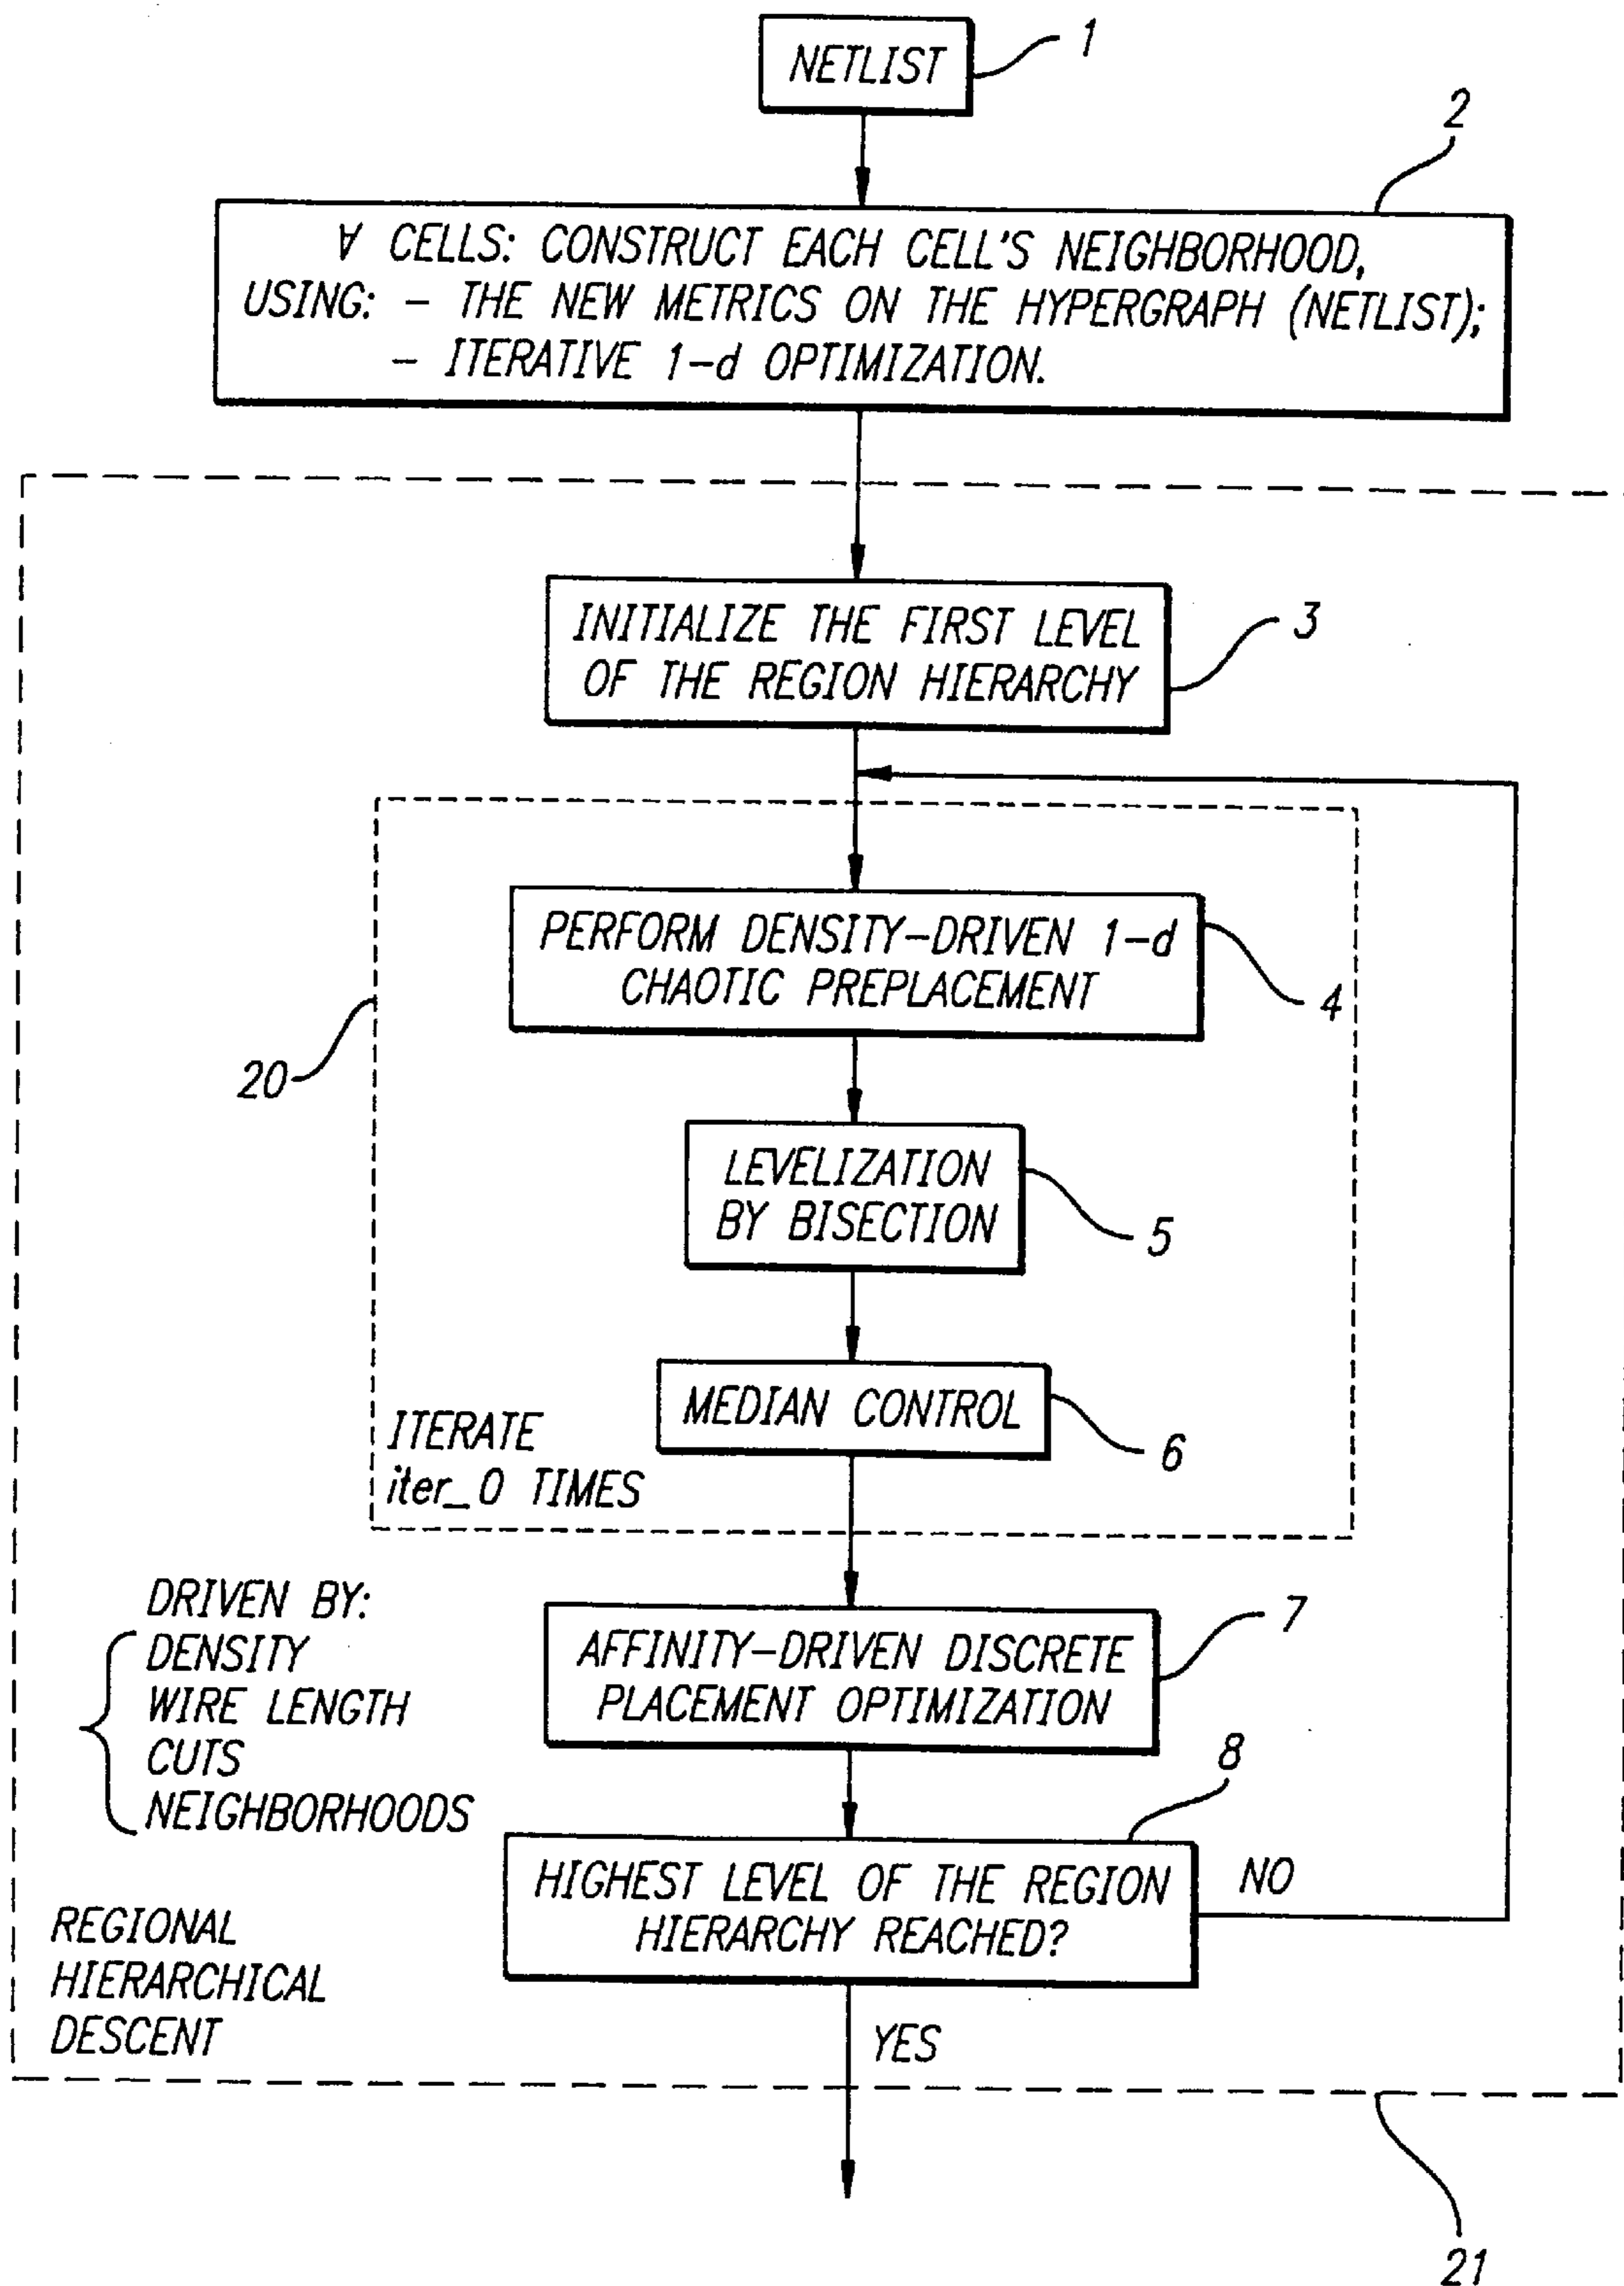 NETLIST
1
2
∀ CELLS: CONSTRUCT EACH CELL'S NEIGHBORHOOD,
USING: – THE NEW METRICS ON THE HYPERGRAPH (NETLIST);
– ITERATIVE 1–d OPTIMIZATION.
INITIALIZE THE FIRST LEVEL
OF THE REGION HIERARCHY
3
PERFORM DENSITY–DRIVEN 1–d
CHAOTIC PREPLACEMENT
4
20
LEVELIZATION
BY BISECTION
5
MEDIAN CONTROL
6
ITERATE
iter_0 TIMES
DRIVEN BY:
DENSITY
WIRE LENGTH
CUTS
NEIGHBORHOODS
AFFINITY–DRIVEN DISCRETE
PLACEMENT OPTIMIZATION
7
8
HIGHEST LEVEL OF THE REGION
HIERARCHY REACHED?
NO
REGIONAL
HIERARCHICAL
DESCENT
YES
21